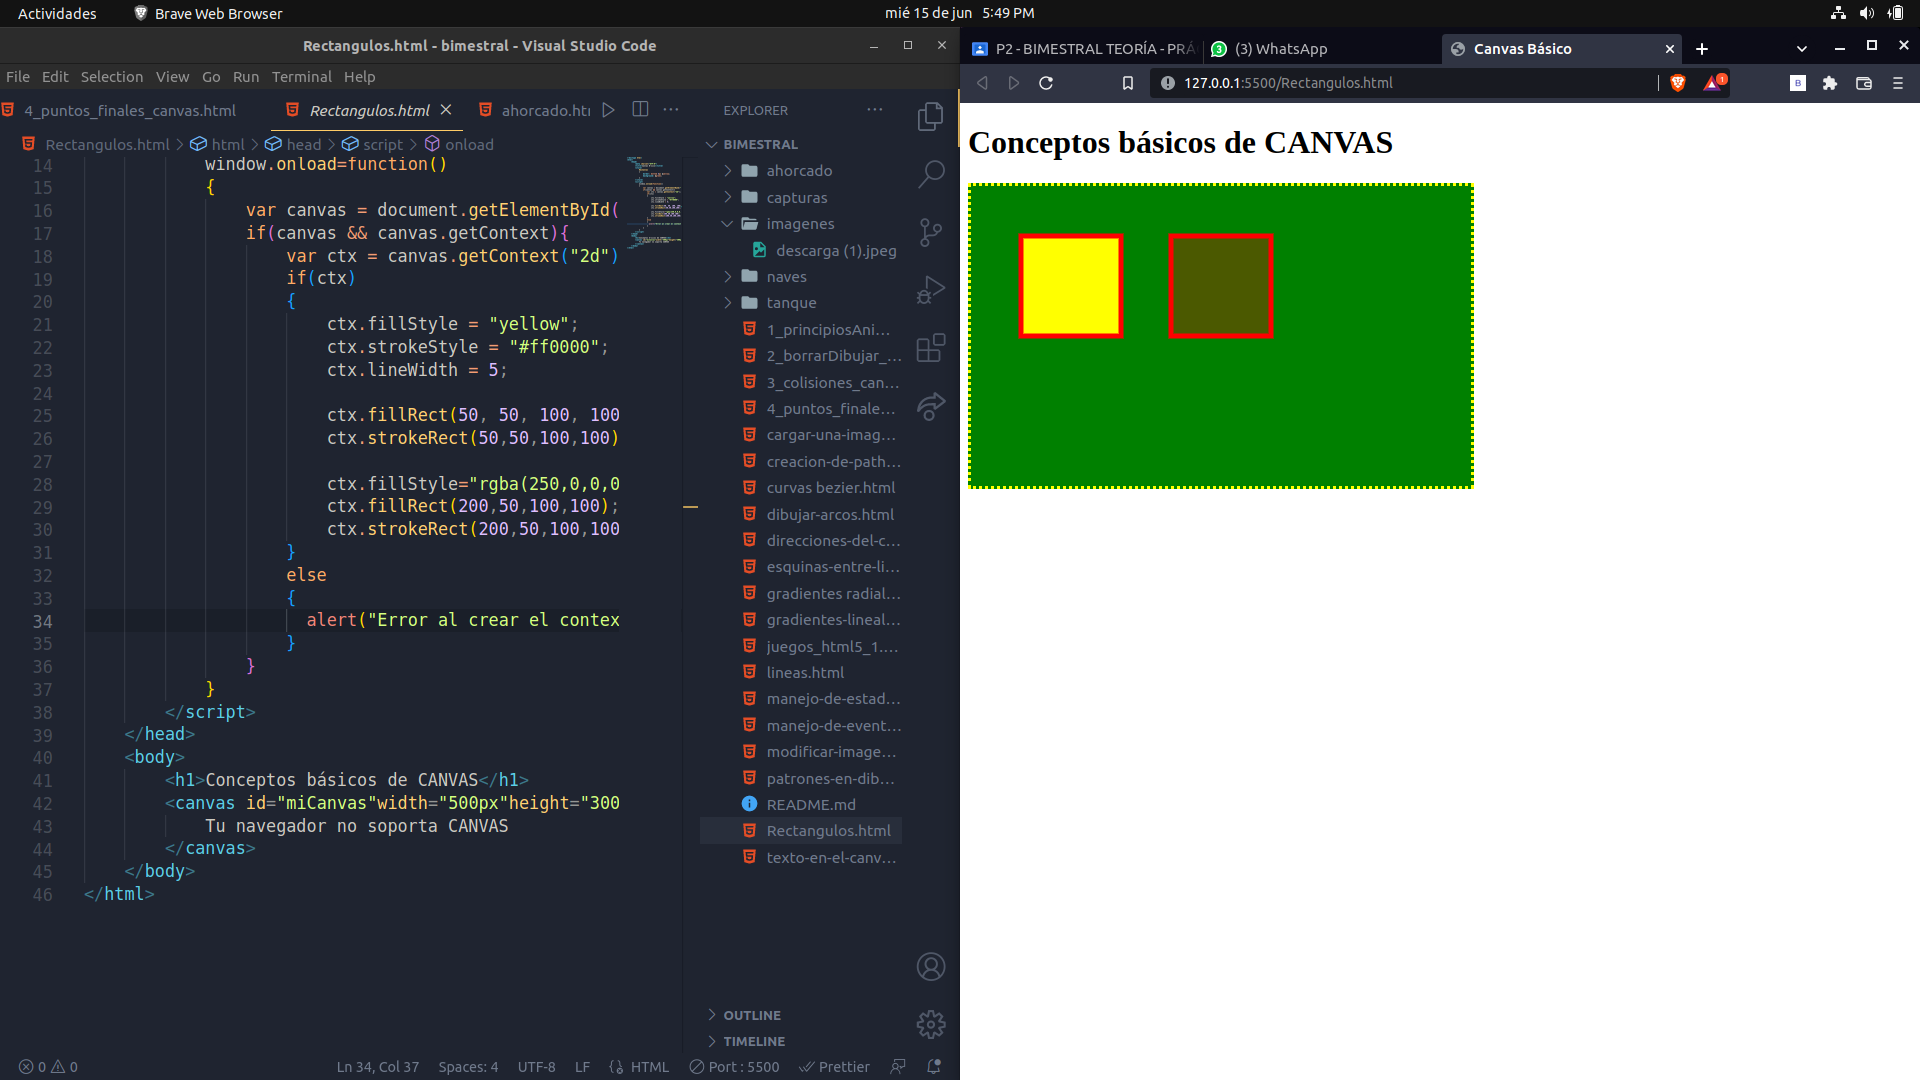 Actividades
Brave Web Browser
mié 15 de jun 5:49 PM
Rectangulos.html - bimestral - Visual Studio Code
File Edit Selection View Go Run Terminal Help
4_puntos_finales_canvas.html
Rectangulos.html
ahorcado.ht
Rectangulos.html > html > head > script > onload
14 window.onload=function()
15 {
16 var canvas = document.getElementById(
17 if(canvas && canvas.getContext){
18 var ctx = canvas.getContext("2d")
19 if(ctx)
20 {
21 ctx.fillStyle = "yellow";
22 ctx.strokeStyle = "#ff0000";
23 ctx.lineWidth = 5;
24
25 ctx.fillRect(50, 50, 100, 100
26 ctx.strokeRect(50,50,100,100)
27
28 ctx.fillStyle="rgba(250,0,0,0
29 ctx.fillRect(200,50,100,100);
30 ctx.strokeRect(200,50,100,100
31 }
32 else
33 {
34 alert("Error al crear el contex
35 }
36 }
37 }
38 </script>
39 </head>
40 <body>
41 <h1>Conceptos básicos de CANVAS</h1>
42 <canvas id="miCanvas"width="500px"height="300
43 Tu navegador no soporta CANVAS
44 </canvas>
45 </body>
46 </html>
EXPLORER
BIMESTRAL
ahorcado
capturas
imagenes
descarga (1).jpeg
naves
tanque
1_principiosAni...
2_borrarDibujar_...
3_colisiones_can...
4_puntos_finale...
cargar-una-imag...
creacion-de-path...
curvas bezier.html
dibujar-arcos.html
direcciones-del-c...
esquinas-entre-li...
gradientes radial...
gradientes-lineal...
juegos_html5_1....
lineas.html
manejo-de-estad...
manejo-de-event...
modificar-image...
patrones-en-dib...
README.md
Rectangulos.html
texto-en-el-canv...
OUTLINE
TIMELINE
0 0
Ln 34, Col 37 Spaces: 4 UTF-8 LF HTML Port : 5500 Prettier
P2 - BIMESTRAL TEORÍA - PRÁ
3 (3) WhatsApp
Canvas Básico
127.0.0.1:5500/Rectangulos.html
1
B
Conceptos básicos de CANVAS